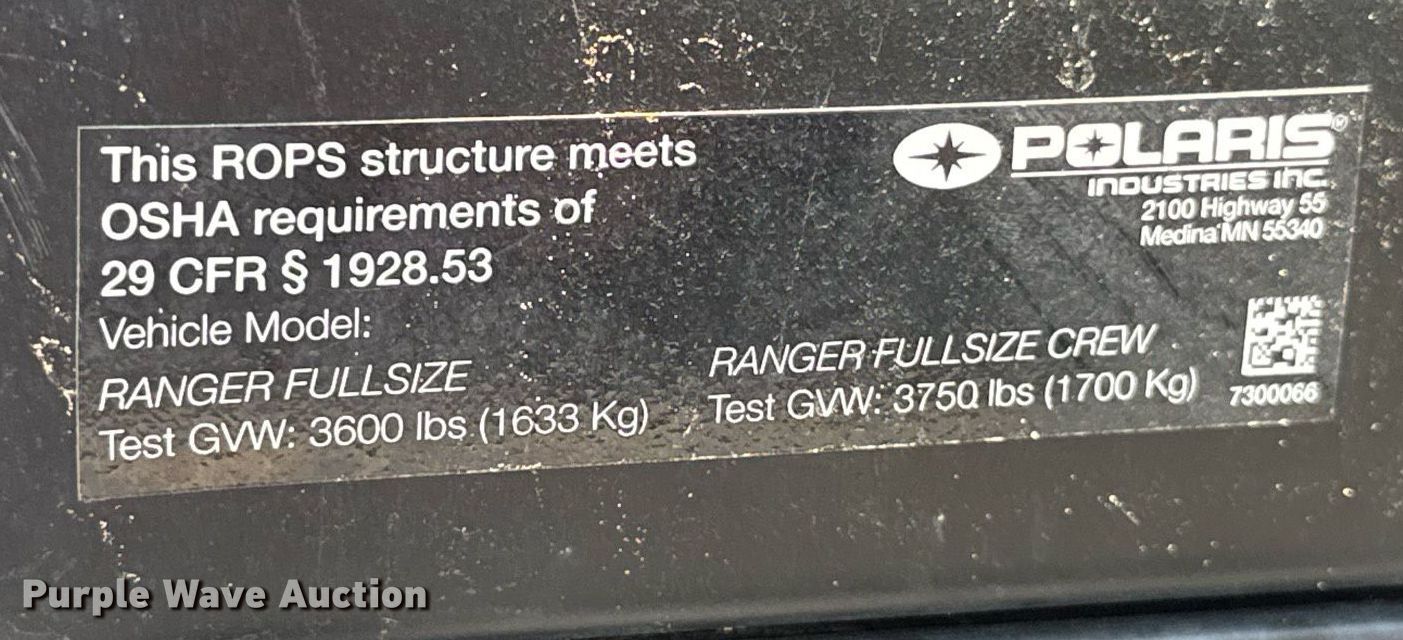 This ROPS structure meets
OSHA requirements of
29 CFR § 1928.53
Vehicle Model:
RANGER FULLSIZE
Test GVW: 3600 lbs (1633 Kg)
RANGER FULLSIZE CREW
Test GVW: 3750 lbs (1700 Kg)
POLARIS®
INDUSTRIES INC.
2100 Highway 55
Medina MN 55340
7300066
Purple Wave Auction